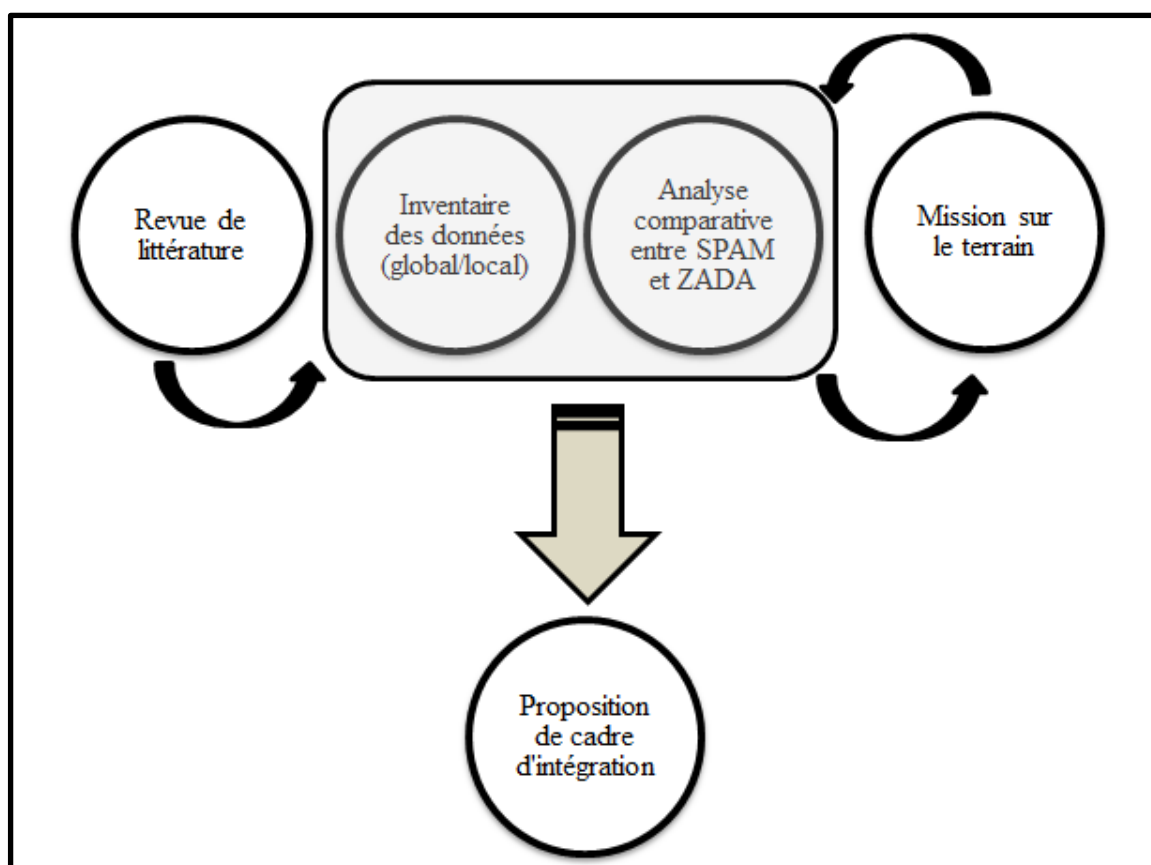 Revue de
littérature
Inventaire
des données
(global/local)
Analyse
comparative
entre SPAM
et ZADA
Mission sur
le terrain
Proposition
de cadre
d'intégration